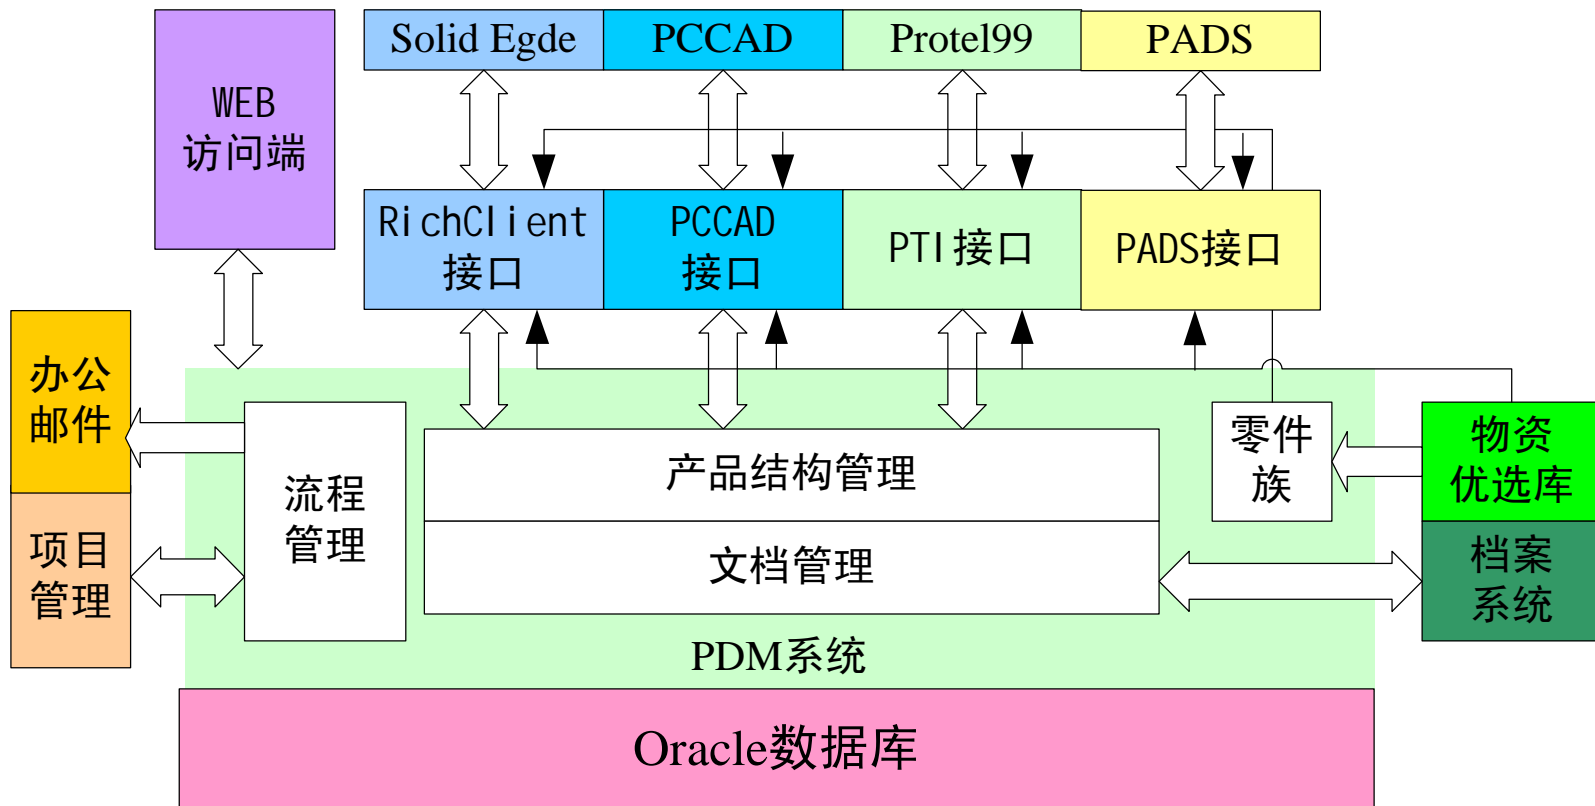 Solid Egde
PCCAD
Protel99
PADS
WEB
访问端
RichClient
接口
PCCAD
接口
PTI接口
PADS接口
办公
邮件
项目
管理
流程
管理
产品结构管理
文档管理
零件
族
物资
优选库
档案
系统
PDM系统
Oracle数据库